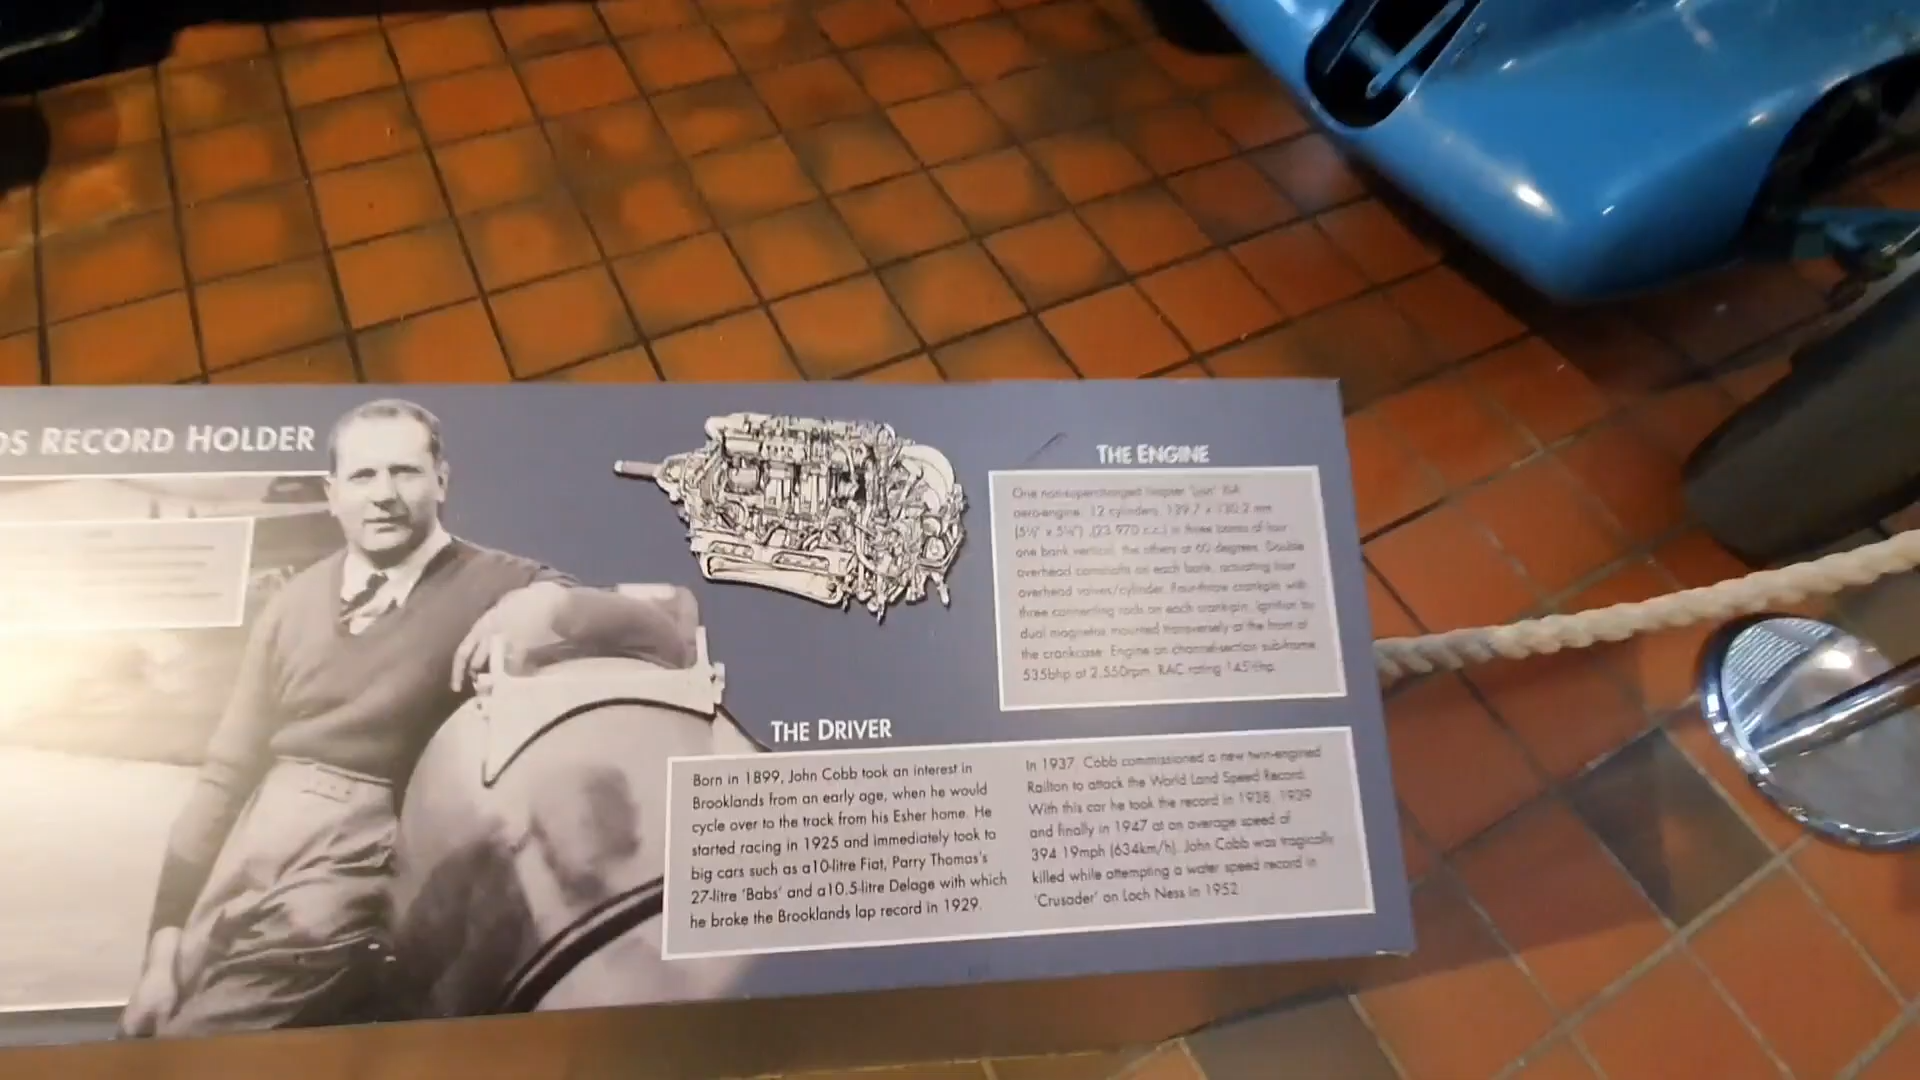 DS RECORD HOLDER
THE ENGINE
One non-supercharged Napier 'Lion' XIA
aero-engine. 12 cylinders, 139.7 x 130.2 mm
(5½" x 5⅛") (23,970 c.c.) in three banks of four
one bank vertical, the others at 60 degrees. Double
overhead camshafts on each bank, actuating four
overhead valves/cylinder. Four-throw crankpin with
three connecting rods on each crankpin. Ignition by
dual magnetos mounted transversely at the front of
the crankcase. Engine on channel-section sub-frame
535bhp at 2,550rpm. RAC rating 145
THE DRIVER
Born in 1899, John Cobb took an interest in
Brooklands from an early age, when he would
cycle over to the track from his Esher home. He
started racing in 1925 and immediately took to
big cars such as a10-litre Fiat, Parry Thomas's
27-litre 'Babs' and a10.5-litre Delage with which
he broke the Brooklands lap record in 1929.
In 1937 Cobb commissioned a new twin-engined
Railton to attack the World Land Speed Record.
With this car he took the record in 1938, 1939
and finally in 1947 at an average speed of
394.19mph (634km/h). John Cobb was tragically
killed while attempting a water speed record in
'Crusader' on Loch Ness in 1952